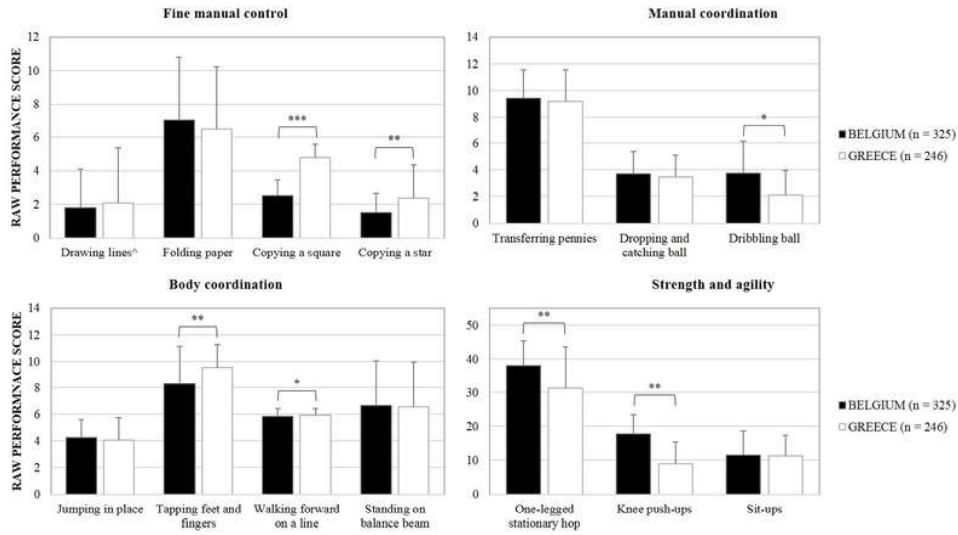 Fine manual control
RAW PERFORMANCE SCORE
12
10
8
6
4
2
0
***
**
Drawing lines^
Folding paper
Copying a square
Copying a star
Manual coordination
14
12
10
8
6
4
2
0
*
Transferring pennies
Dropping and
catching ball
Dribbling ball
BELGIUM (n = 325)
GREECE (n = 246)
Body coordination
RAW PERFORMNACE SCORE
14
12
10
8
6
4
2
0
**
*
Jumping in place
Tapping feet and
fingers
Walking forward
on a line
Standing on
balance beam
Strength and agility
50
40
30
20
10
0
**
**
One-legged
stationary hop
Knee push-ups
Sit-ups
BELGIUM (n = 325)
GREECE (n = 246)